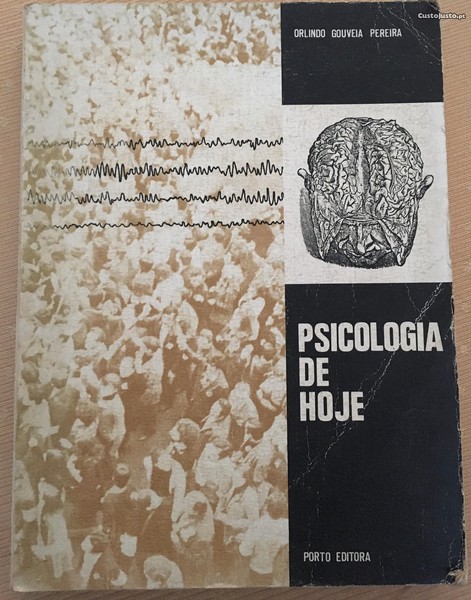 CustoJusto.pt
ORLINDO GOUVEIA PEREIRA
PSICOLOGIA
DE
HOJE
PORTO EDITORA